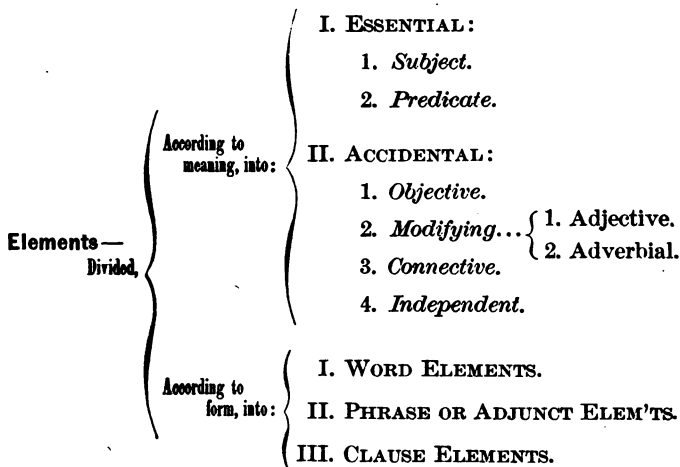 Elements—
Divided,
According to
meaning, into:
I. ESSENTIAL:
1. Subject.
2. Predicate.
II. ACCIDENTAL:
1. Objective.
2. Modifying...
1. Adjective.
2. Adverbial.
3. Connective.
4. Independent.
According to
form, into:
I. WORD ELEMENTS.
II. PHRASE OR ADJUNCT ELEM'TS.
III. CLAUSE ELEMENTS.